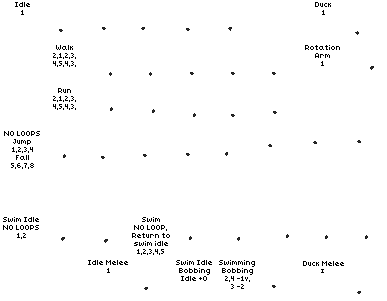 Idle
1
Duck
1
Walk
2,1,2,3,
4,5,4,3,
Rotation
Arm
1
Run
2,1,2,3,
4,5,4,3,
NO LOOPS
Jump
1,2,3,4
Fall
5,6,7,8
Swim Idle
NO LOOPS
1,2
Swim
NO LOOP,
Return to
swim idle
1,2,3,4,5
Idle Melee
1
Swim Idle
Bobbing
Idle +0
Swimming
Bobbing
2,4 -1v,
3 -2
Duck Melee
1